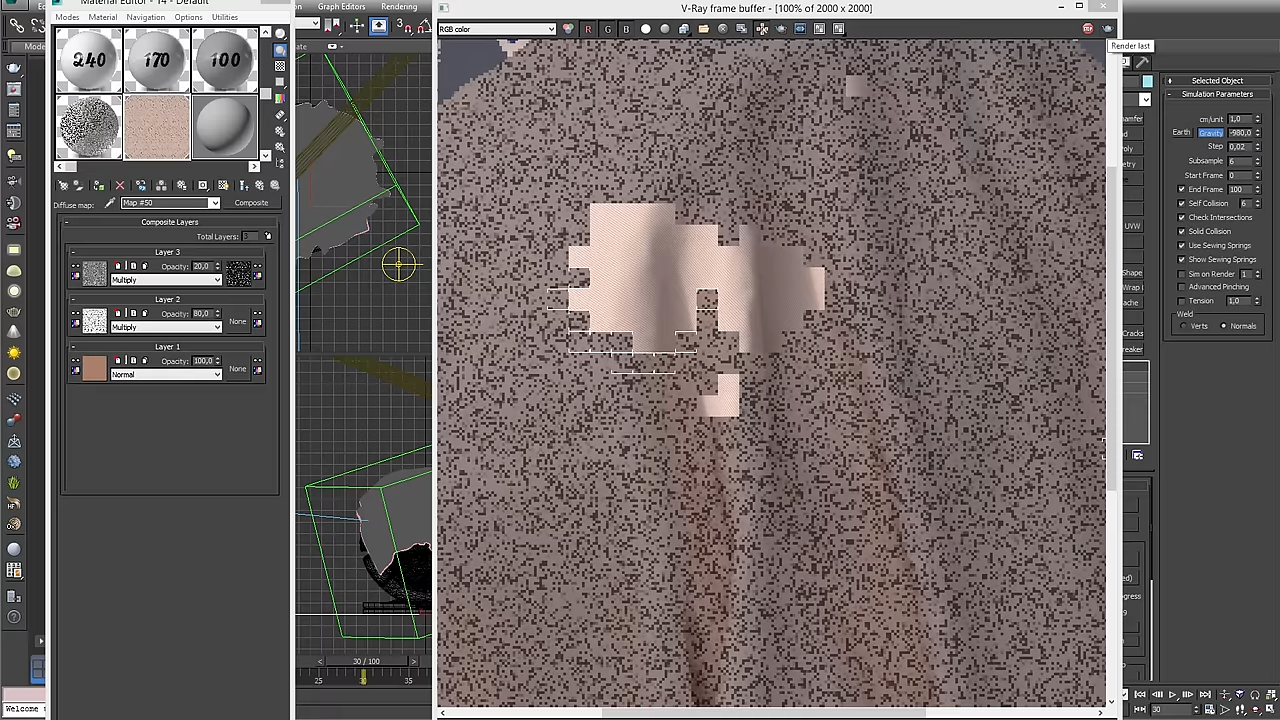 Material Editor - 14 - Default
Modes Material Navigation Options Utilities
240 170 100
Diffuse map: Map #50 Composite
Composite Layers
Total Layers: 3
Layer 3
Opacity: 20,0
Multiply
Layer 2
Opacity: 80,0
Multiply
None
Layer 1
Opacity: 100,0
Normal
None
Graph Editors Rendering
30 / 100
25 35
V-Ray frame buffer - [100% of 2000 x 2000]
RGB color
R G B
Render last
Selected Object
Simulation Parameters
cm/unit 1,0
Earth Gravity -980,0
Step 0,02
Subsample 6
Start Frame 0
End Frame 100
Self Collision 6
Check Intersections
Solid Collision
Use Sewing Springs
Show Sewing Springs
Sim on Render 1
Advanced Pinching
Tension 1,0
Weld
Verts Normals
30
Welcome t